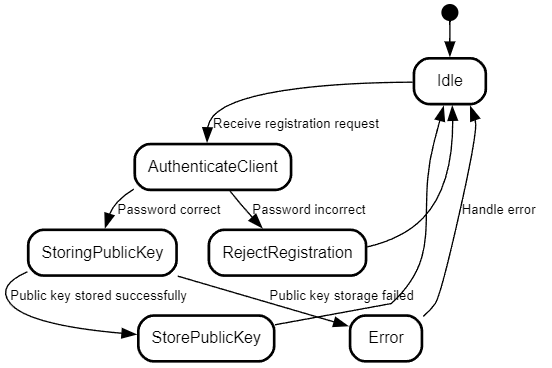 Idle
Receive registration request
AuthenticateClient
Password correct
Password incorrect
Handle error
StoringPublicKey
RejectRegistration
Public key stored successfully
Public key storage failed
StorePublicKey
Error